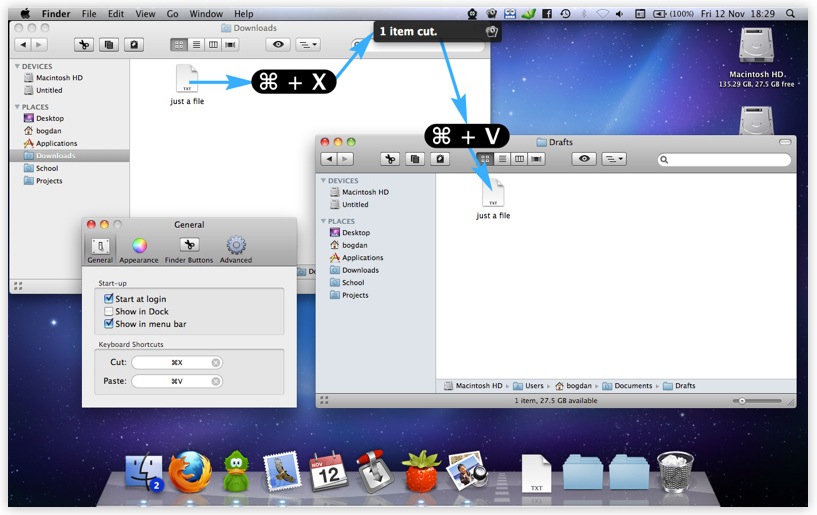 Finder File Edit View Go Window Help (100%) Fri 12 Nov 18:29
Downloads
1 item cut.
DEVICES
Macintosh HD
Untitled
PLACES
Desktop
bogdan
Applications
Downloads
School
Projects
TXT
just a file
⌘ + X
⌘ + V
Macintosh HD.
135.29 GB, 27.5 GB free
Drafts
DEVICES
Macintosh HD
Untitled
PLACES
Desktop
bogdan
Applications
Downloads
School
Projects
TXT
just a file
Macintosh HD Users bogdan Documents Drafts
1 item, 27.5 GB available
General
General Appearance Finder Buttons Advanced
Start-up
Start at login
Show in Dock
Show in menu bar
Keyboard Shortcuts
Cut: ⌘X
Paste: ⌘V
2
NOV
12
TXT